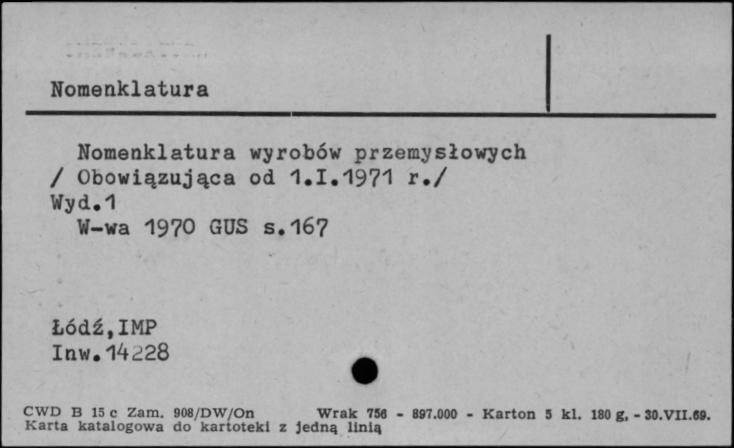 Nomenklatura
Nomenklatura wyrobów przemysłowych
/ Obowiązująca od 1.I.1971 r./
Wyd.1
W-wa 1970 GUS s.167
Łódź,IMP
Inw.14228
CWD B 15 c Zam. 908/DW/On Wrak 756 - 897.000 - Karton 5 kl. 180 g, - 30.VII.69.
Karta katalogowa do kartoteki z jedną linią